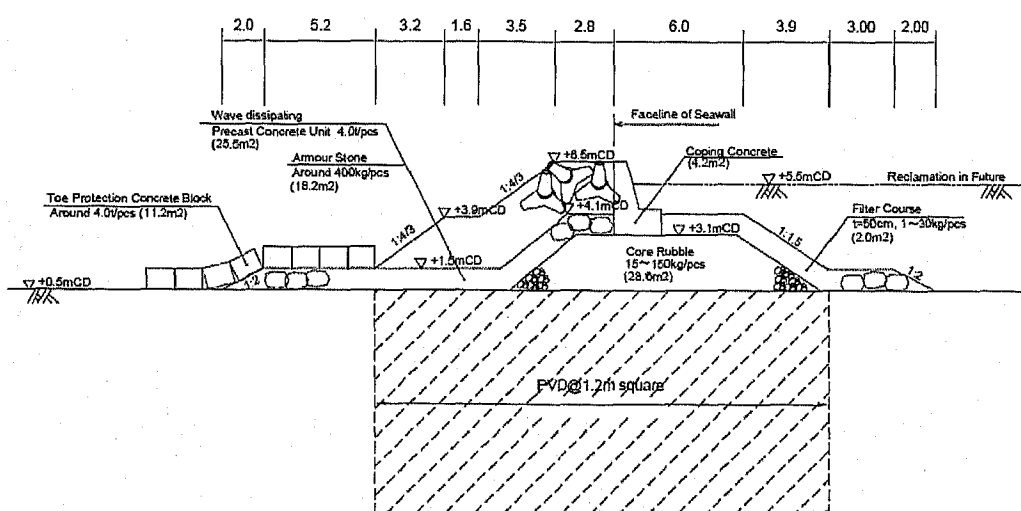 2.0 5.2 3.2 1.6 3.5 2.8 6.0 3.9 3.00 2.00
Wave dissipating
Precast Concrete Unit 4.0t/pcs
(25.5m2)
Faceline of Seawall
Armour Stone
Around 400kg/pcs
(18.2m2)
Coping Concrete
(4.2m2)
+6.5mCD
+5.5mCD
Reclamation in Future
Toe Protection Concrete Block
Around 4.0t/pcs (11.2m2)
1:4/3
+3.9mCD
+4.1mCD
Filter Course
t=50cm, 1~30kg/pcs
(2.0m2)
1:4/3
+1.5mCD
+3.1mCD
1:1.5
Core Rubble
15~150kg/pcs
(28.6m2)
+0.5mCD
1:2
1:2
PVD@1.2m square